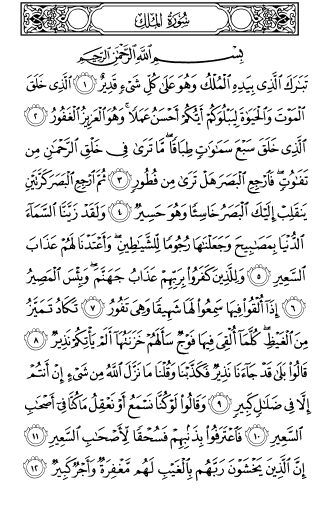 سُورَةُ المُلْكِ
بِسْمِ اللَّهِ الرَّحْمَٰنِ الرَّحِيمِ
تَبَٰرَكَ ٱلَّذِى بِيَدِهِ ٱلْمُلْكُ وَهُوَ عَلَىٰ كُلِّ شَىْءٍ قَدِيرٌ ١ ٱلَّذِى خَلَقَ
ٱلْمَوْتَ وَٱلْحَيَوٰةَ لِيَبْلُوَكُمْ أَيُّكُمْ أَحْسَنُ عَمَلًا ۚ وَهُوَ ٱلْعَزِيزُ ٱلْغَفُورُ ٢
ٱلَّذِى خَلَقَ سَبْعَ سَمَٰوَٰتٍ طِبَاقًا ۖ مَّا تَرَىٰ فِى خَلْقِ ٱلرَّحْمَٰنِ مِن
تَفَٰوُتٍ ۖ فَٱرْجِعِ ٱلْبَصَرَ هَلْ تَرَىٰ مِن فُطُورٍ ٣ ثُمَّ ٱرْجِعِ ٱلْبَصَرَ كَرَّتَيْنِ
يَنقَلِبْ إِلَيْكَ ٱلْبَصَرُ خَاسِئًا وَهُوَ حَسِيرٌ ٤ وَلَقَدْ زَيَّنَّا ٱلسَّمَآءَ
ٱلدُّنْيَا بِمَصَٰبِيحَ وَجَعَلْنَٰهَا رُجُومًا لِّلشَّيَٰطِينِ ۖ وَأَعْتَدْنَا لَهُمْ عَذَابَ
ٱلسَّعِيرِ ٥ وَلِلَّذِينَ كَفَرُوا۟ بِرَبِّهِمْ عَذَابُ جَهَنَّمَ ۖ وَبِئْسَ ٱلْمَصِيرُ
٦ إِذَآ أُلْقُوا۟ فِيهَا سَمِعُوا۟ لَهَا شَهِيقًا وَهِىَ تَفُورُ ٧ تَكَادُ تَمَيَّزُ
مِنَ ٱلْغَيْظِ ۖ كُلَّمَآ أُلْقِىَ فِيهَا فَوْجٌ سَأَلَهُمْ خَزَنَتُهَآ أَلَمْ يَأْتِكُمْ نَذِيرٌ ٨
قَالُوا۟ بَلَىٰ قَدْ جَآءَنَا نَذِيرٌ فَكَذَّبْنَا وَقُلْنَا مَا نَزَّلَ ٱللَّهُ مِن شَىْءٍ إِنْ أَنتُمْ
إِلَّا فِى ضَلَٰلٍ كَبِيرٍ ٩ وَقَالُوا۟ لَوْ كُنَّا نَسْمَعُ أَوْ نَعْقِلُ مَا كُنَّا فِىٓ أَصْحَٰبِ
ٱلسَّعِيرِ ١٠ فَٱعْتَرَفُوا۟ بِذَنۢبِهِمْ فَسُحْقًا لِّأَصْحَٰبِ ٱلسَّعِيرِ ١١
إِنَّ ٱلَّذِينَ يَخْشَوْنَ رَبَّهُم بِٱلْغَيْبِ لَهُم مَّغْفِرَةٌ وَأَجْرٌ كَبِيرٌ ١٢